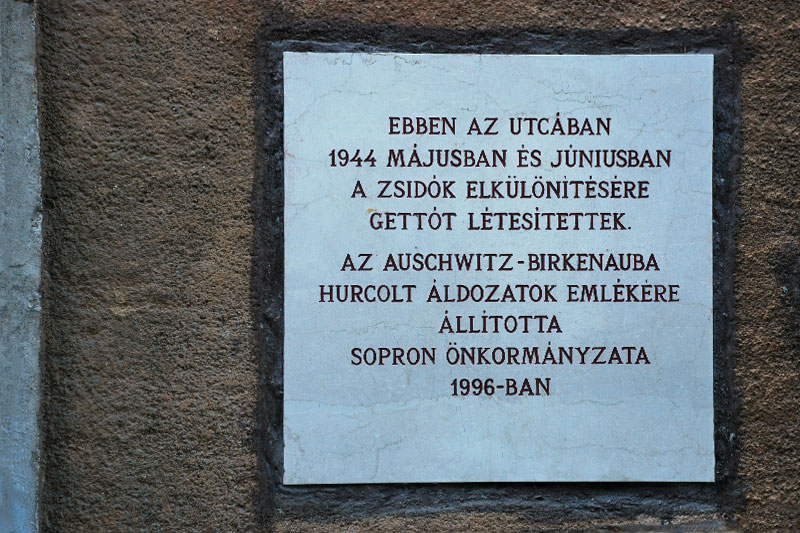 EBBEN AZ UTCÁBAN
1944 MÁJUSBAN ÉS JÚNIUSBAN
A ZSIDÓK ELKÜLÖNÍTÉSÉRE
GETTÓT LÉTESÍTETTEK.
AZ AUSCHWITZ-BIRKENAUBA
HURCOLT ÁLDOZATOK EMLÉKÉRE
ÁLLÍTOTTA
SOPRON ÖNKORMÁNYZATA
1996-BAN